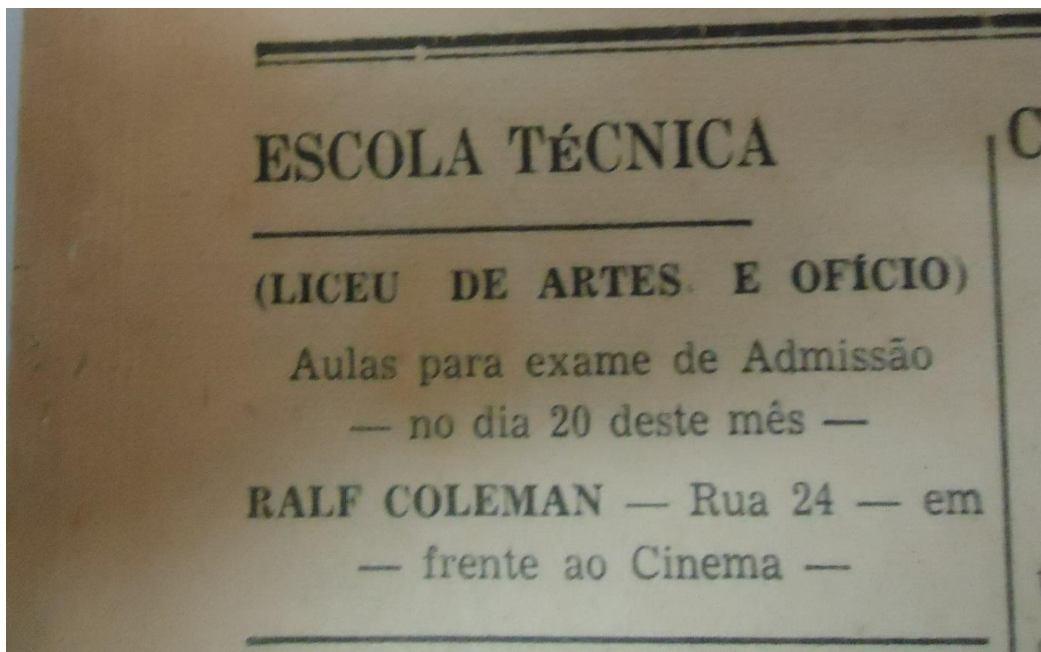 ESCOLA TÉCNICA
(LICEU DE ARTES E OFÍCIO)
Aulas para exame de Admissão
— no dia 20 deste mês —
RALF COLEMAN — Rua 24 — em
— frente ao Cinema —
C